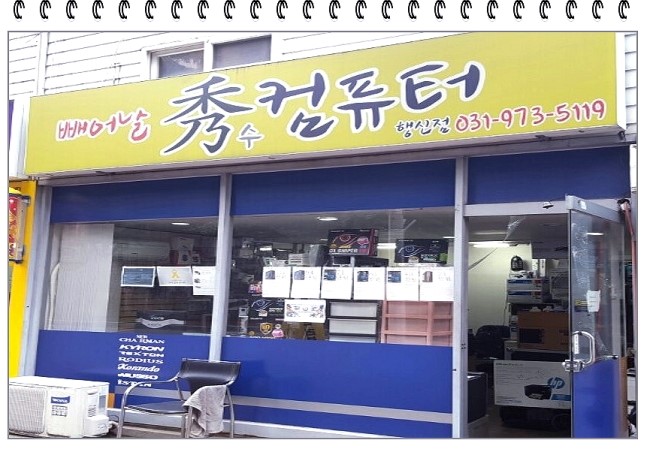 빼어날 秀 수 컴퓨터 행신점 031-973-5119
CHAIRMAN
KYRON
REXTON
RODIUS
Korando
MUSSO
ISTAN
hp